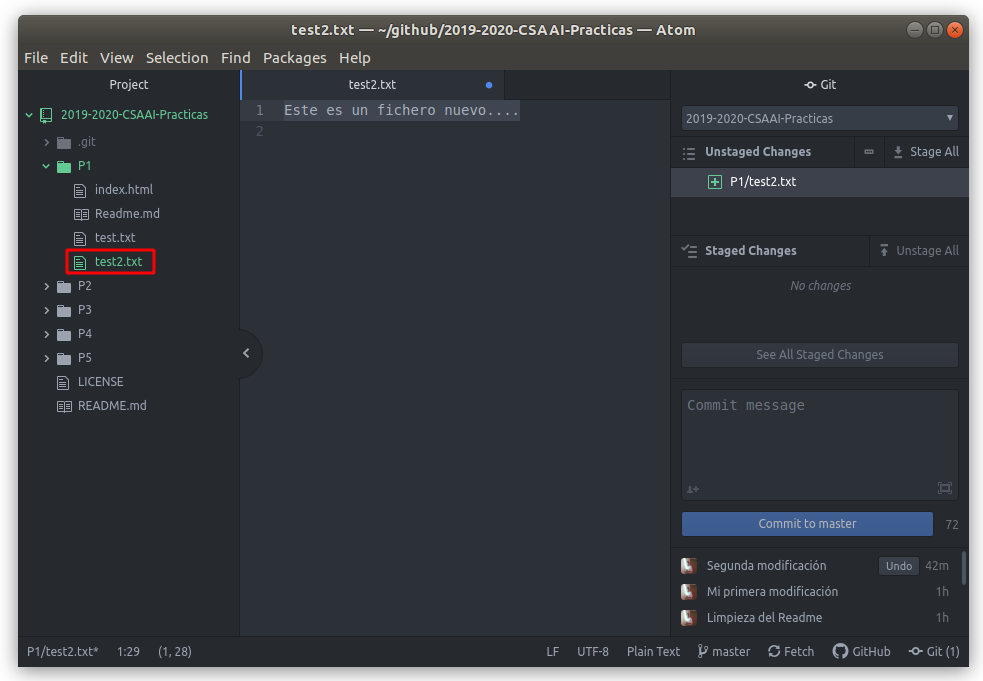 test2.txt — ~/github/2019-2020-CSAAI-Practicas — Atom
File Edit View Selection Find Packages Help
Project
2019-2020-CSAAI-Practicas
.git
P1
index.html
Readme.md
test.txt
test2.txt
P2
P3
P4
P5
LICENSE
README.md
test2.txt
1 Este es un fichero nuevo....
2
Git
2019-2020-CSAAI-Practicas
Unstaged Changes Stage All
P1/test2.txt
Staged Changes Unstage All
No changes
See All Staged Changes
Commit message
Commit to master 72
Segunda modificación Undo 42m
Mi primera modificación 1h
Limpieza del Readme 1h
P1/test2.txt* 1:29 (1, 28) LF UTF-8 Plain Text master Fetch GitHub Git (1)